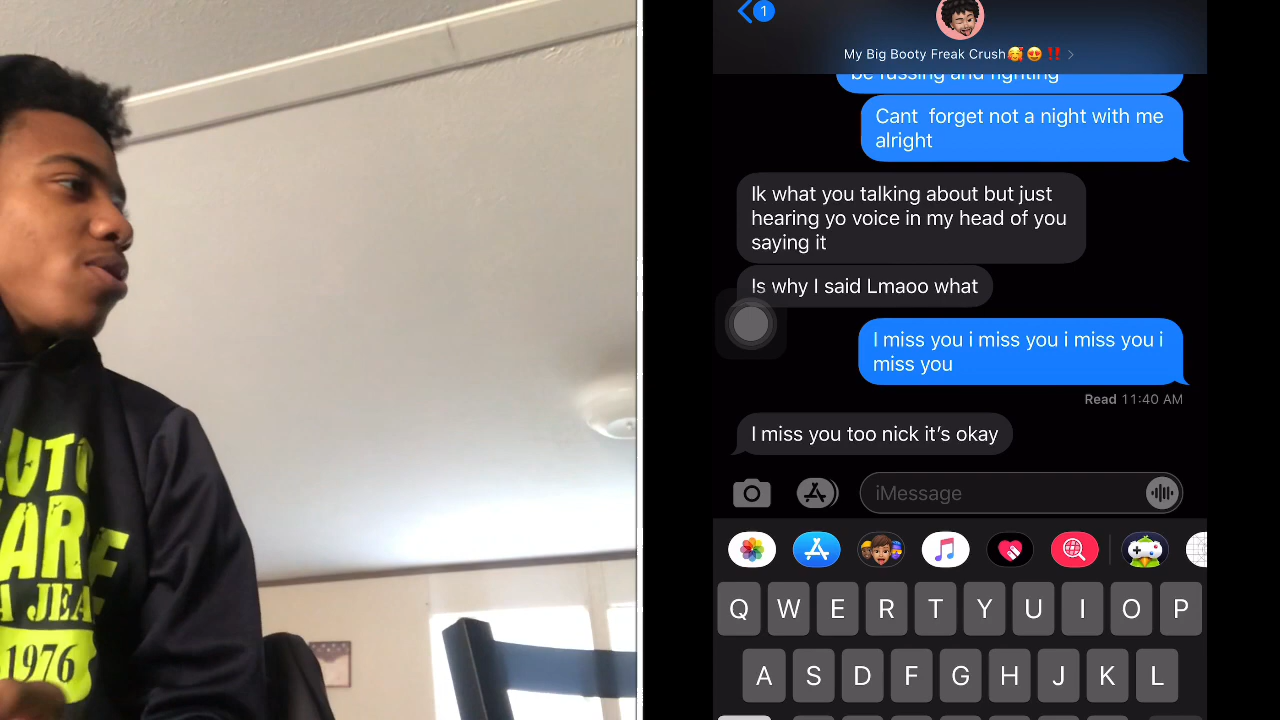 1
My Big Booty Freak Crush🥰😍‼️ >
be fussing and fighting
Cant  forget not a night with me
alright
Ik what you talking about but just
hearing yo voice in my head of you
saying it
Is why I said Lmaoo what
I miss you i miss you i miss you i
miss you
Read 11:40 AM
I miss you too nick it’s okay
iMessage
Q W E R T Y U I O P
A S D F G H J K L
A JEA
1976